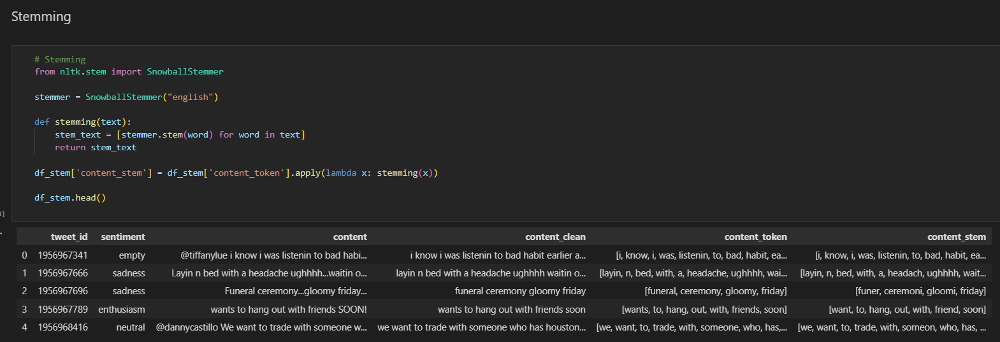 Stemming
# Stemming
from nltk.stem import SnowballStemmer
stemmer = SnowballStemmer("english")
def stemming(text):
stem_text = [stemmer.stem(word) for word in text]
return stem_text
df_stem['content_stem'] = df_stem['content_token'].apply(lambda x: stemming(x))
df_stem.head()
tweet_id sentiment content content_clean content_token content_stem
0 1956967341 empty @tiffanylue i know i was listenin to bad habi... i know i was listenin to bad habit earlier a... [i, know, i, was, listenin, to, bad, habit, ea... [i, know, i, was, listenin, to, bad, habit, ea...
1 1956967666 sadness Layin n bed with a headache ughhhh...waitin o... layin n bed with a headache ughhhh waitin o... [layin, n, bed, with, a, headache, ughhhh, wai... [layin, n, bed, with, a, headach, ughhhh, wait...
2 1956967696 sadness Funeral ceremony...gloomy friday... funeral ceremony gloomy friday [funeral, ceremony, gloomy, friday] [funer, ceremoni, gloomi, friday]
3 1956967789 enthusiasm wants to hang out with friends SOON! wants to hang out with friends soon [wants, to, hang, out, with, friends, soon] [want, to, hang, out, with, friend, soon]
4 1956968416 neutral @dannycastillo We want to trade with someone w... we want to trade with someone who has houston... [we, want, to, trade, with, someone, who, has,... [we, want, to, trade, with, someon, who, has, ...